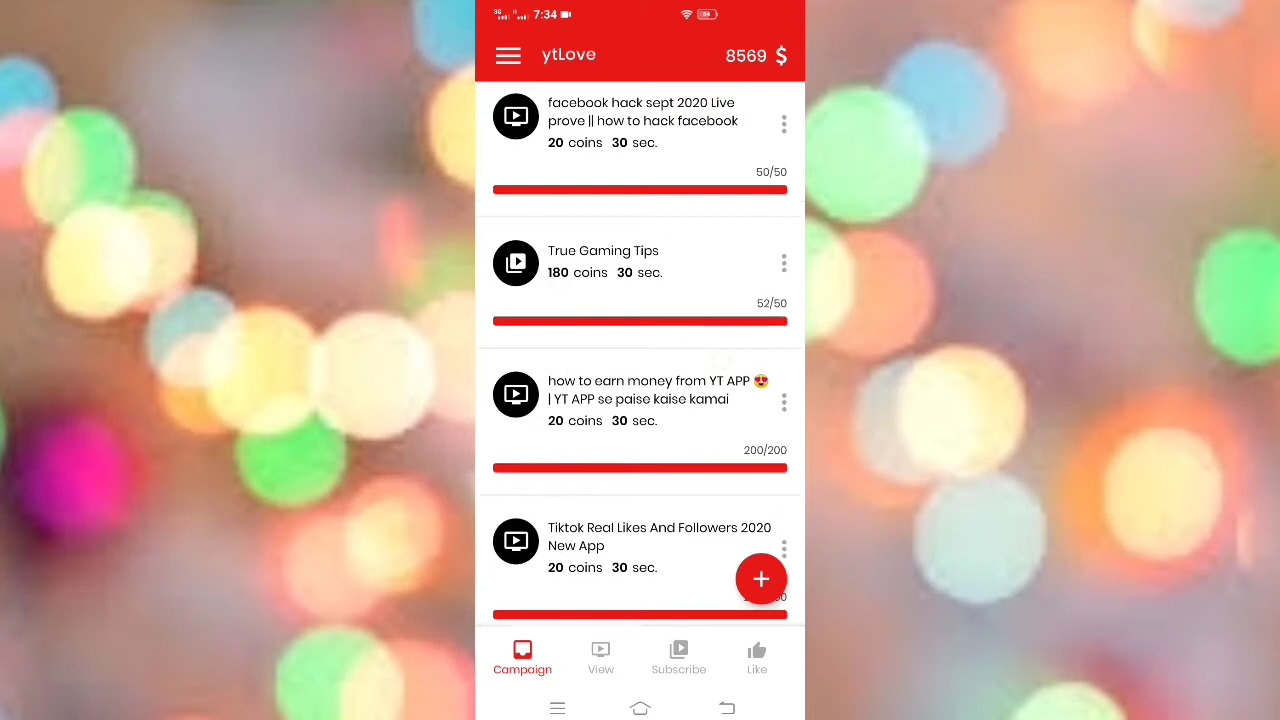 3G H 7:34 56
ytLove 8569 $
facebook hack sept 2020 Live
prove || how to hack facebook
20 coins 30 sec.
50/50
True Gaming Tips
180 coins 30 sec.
52/50
how to earn money from YT APP 😍
| YT APP se paise kaise kamai
20 coins 30 sec.
200/200
Tiktok Real Likes And Followers 2020
New App
20 coins 30 sec.
Campaign View Subscribe Like